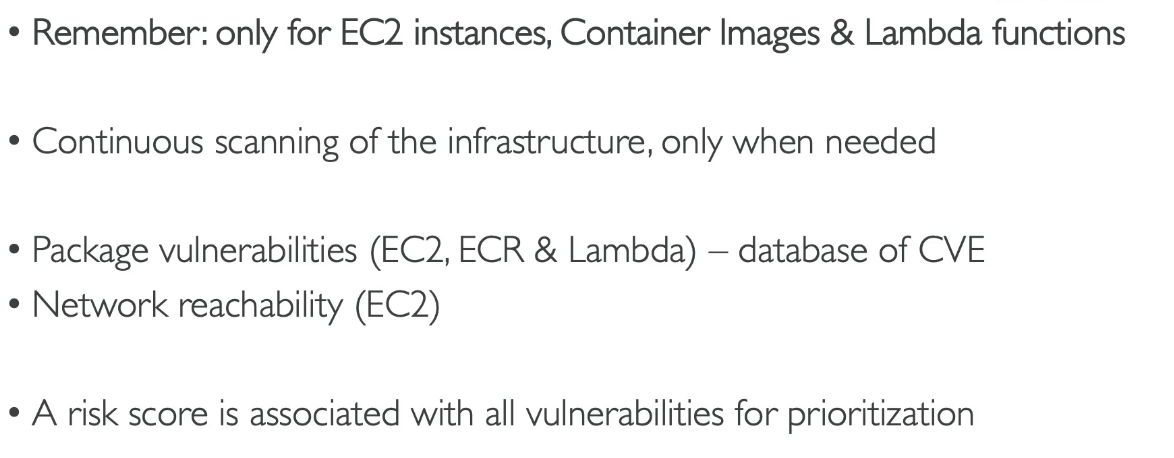 • Remember: only for EC2 instances, Container Images & Lambda functions
• Continuous scanning of the infrastructure, only when needed
• Package vulnerabilities (EC2, ECR & Lambda) – database of CVE
• Network reachability (EC2)
• A risk score is associated with all vulnerabilities for prioritization